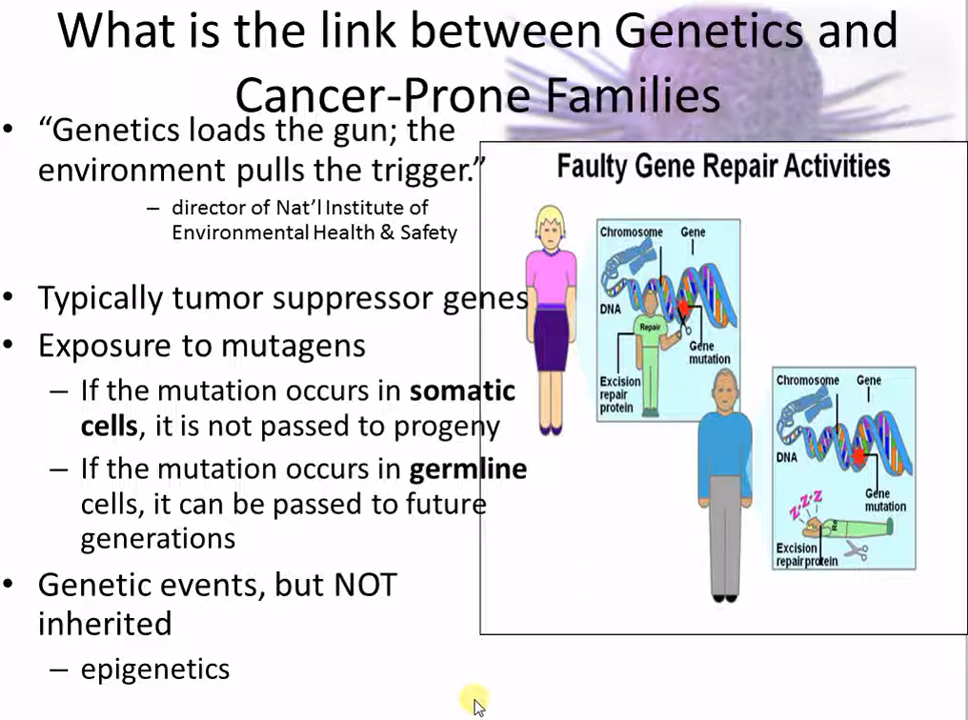 What is the link between Genetics and
Cancer-Prone Families
• “Genetics loads the gun; the
environment pulls the trigger.”
– director of Nat’l Institute of
Environmental Health & Safety
• Typically tumor suppressor genes
• Exposure to mutagens
– If the mutation occurs in somatic
cells, it is not passed to progeny
– If the mutation occurs in germline
cells, it can be passed to future
generations
• Genetic events, but NOT
inherited
– epigenetics
Faulty Gene Repair Activities
Chromosome Gene
DNA
Repair
Gene
mutation
Excision
repair
protein
Chromosome Gene
DNA
Gene
mutation
z-z-z
Re
Excision
repair protein